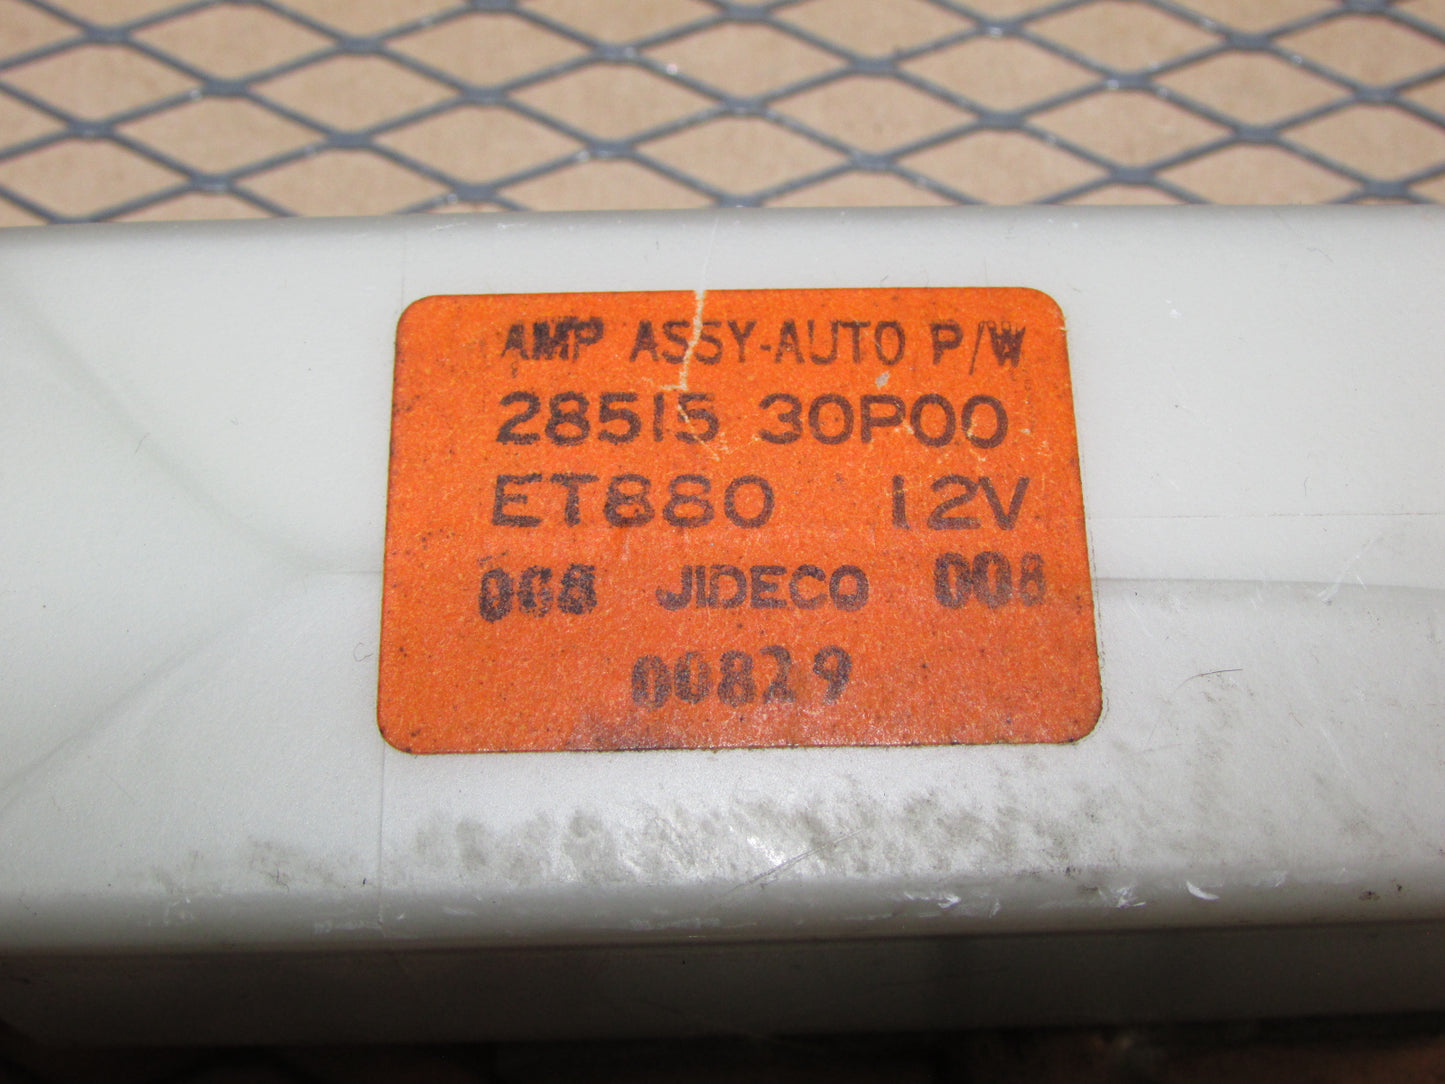 AMP ASSY-AUTO P/W
28515 30P00
ET880 12V
008 JIDECO 008
00829